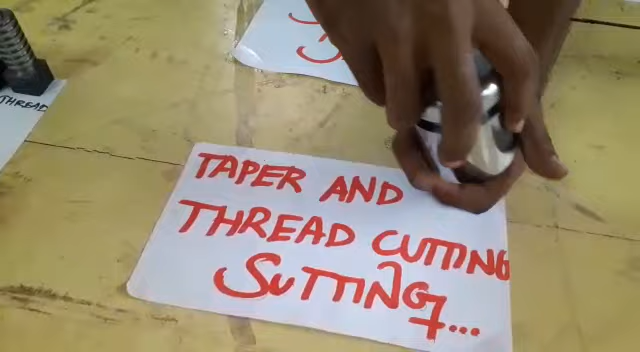 THREAD
TAPER AND
THREAD CUTTING
SUTTING...